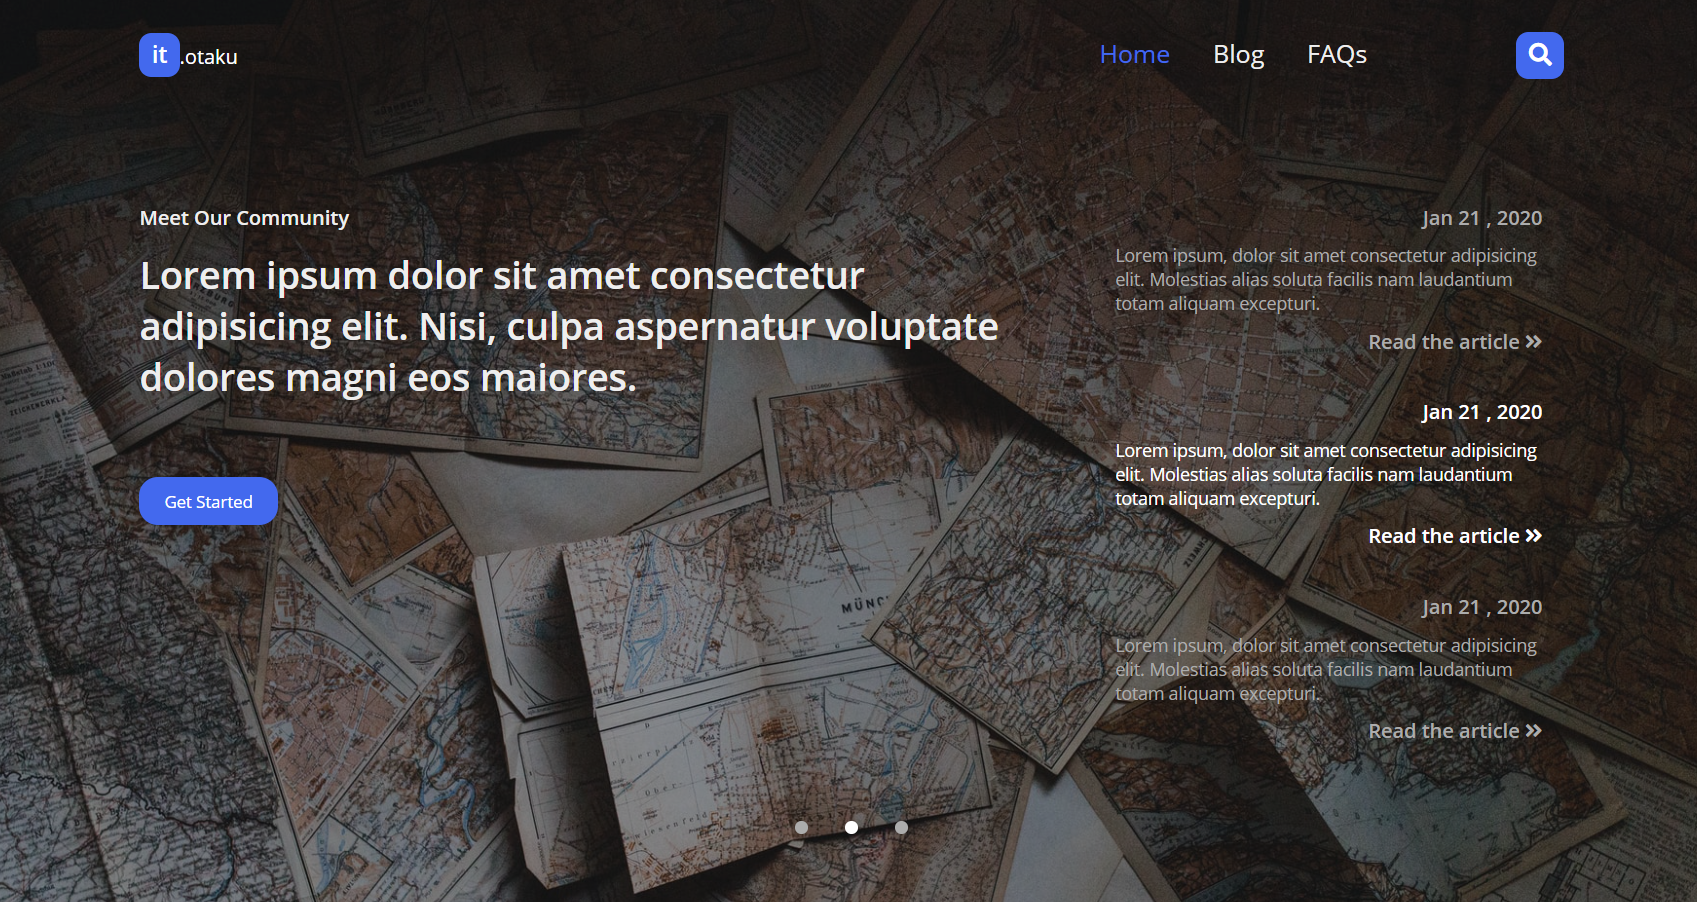 it.otaku
Home Blog FAQs
Meet Our Community
Lorem ipsum dolor sit amet consectetur
adipisicing elit. Nisi, culpa aspernatur voluptate
dolores magni eos maiores.
Get Started
Jan 21 , 2020
Lorem ipsum, dolor sit amet consectetur adipisicing
elit. Molestias alias soluta facilis nam laudantium
totam aliquam excepturi.
Read the article
Jan 21 , 2020
Lorem ipsum, dolor sit amet consectetur adipisicing
elit. Molestias alias soluta facilis nam laudantium
totam aliquam excepturi.
Read the article
Jan 21 , 2020
Lorem ipsum, dolor sit amet consectetur adipisicing
elit. Molestias alias soluta facilis nam laudantium
totam aliquam excepturi.
Read the article